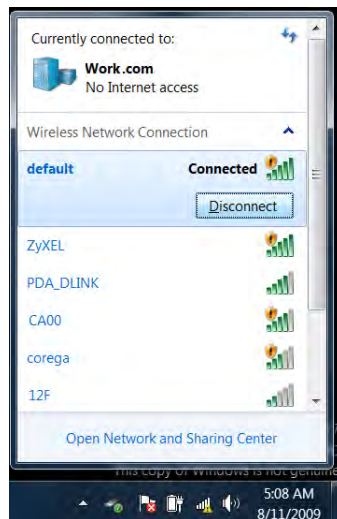 Currently connected to:
Work.com
No Internet access
Wireless Network Connection
default Connected
Disconnect
ZyXEL
PDA_DLINK
CA00
corega
12F
Open Network and Sharing Center
This copy of Windows is not genuine
5:08 AM
8/11/2009